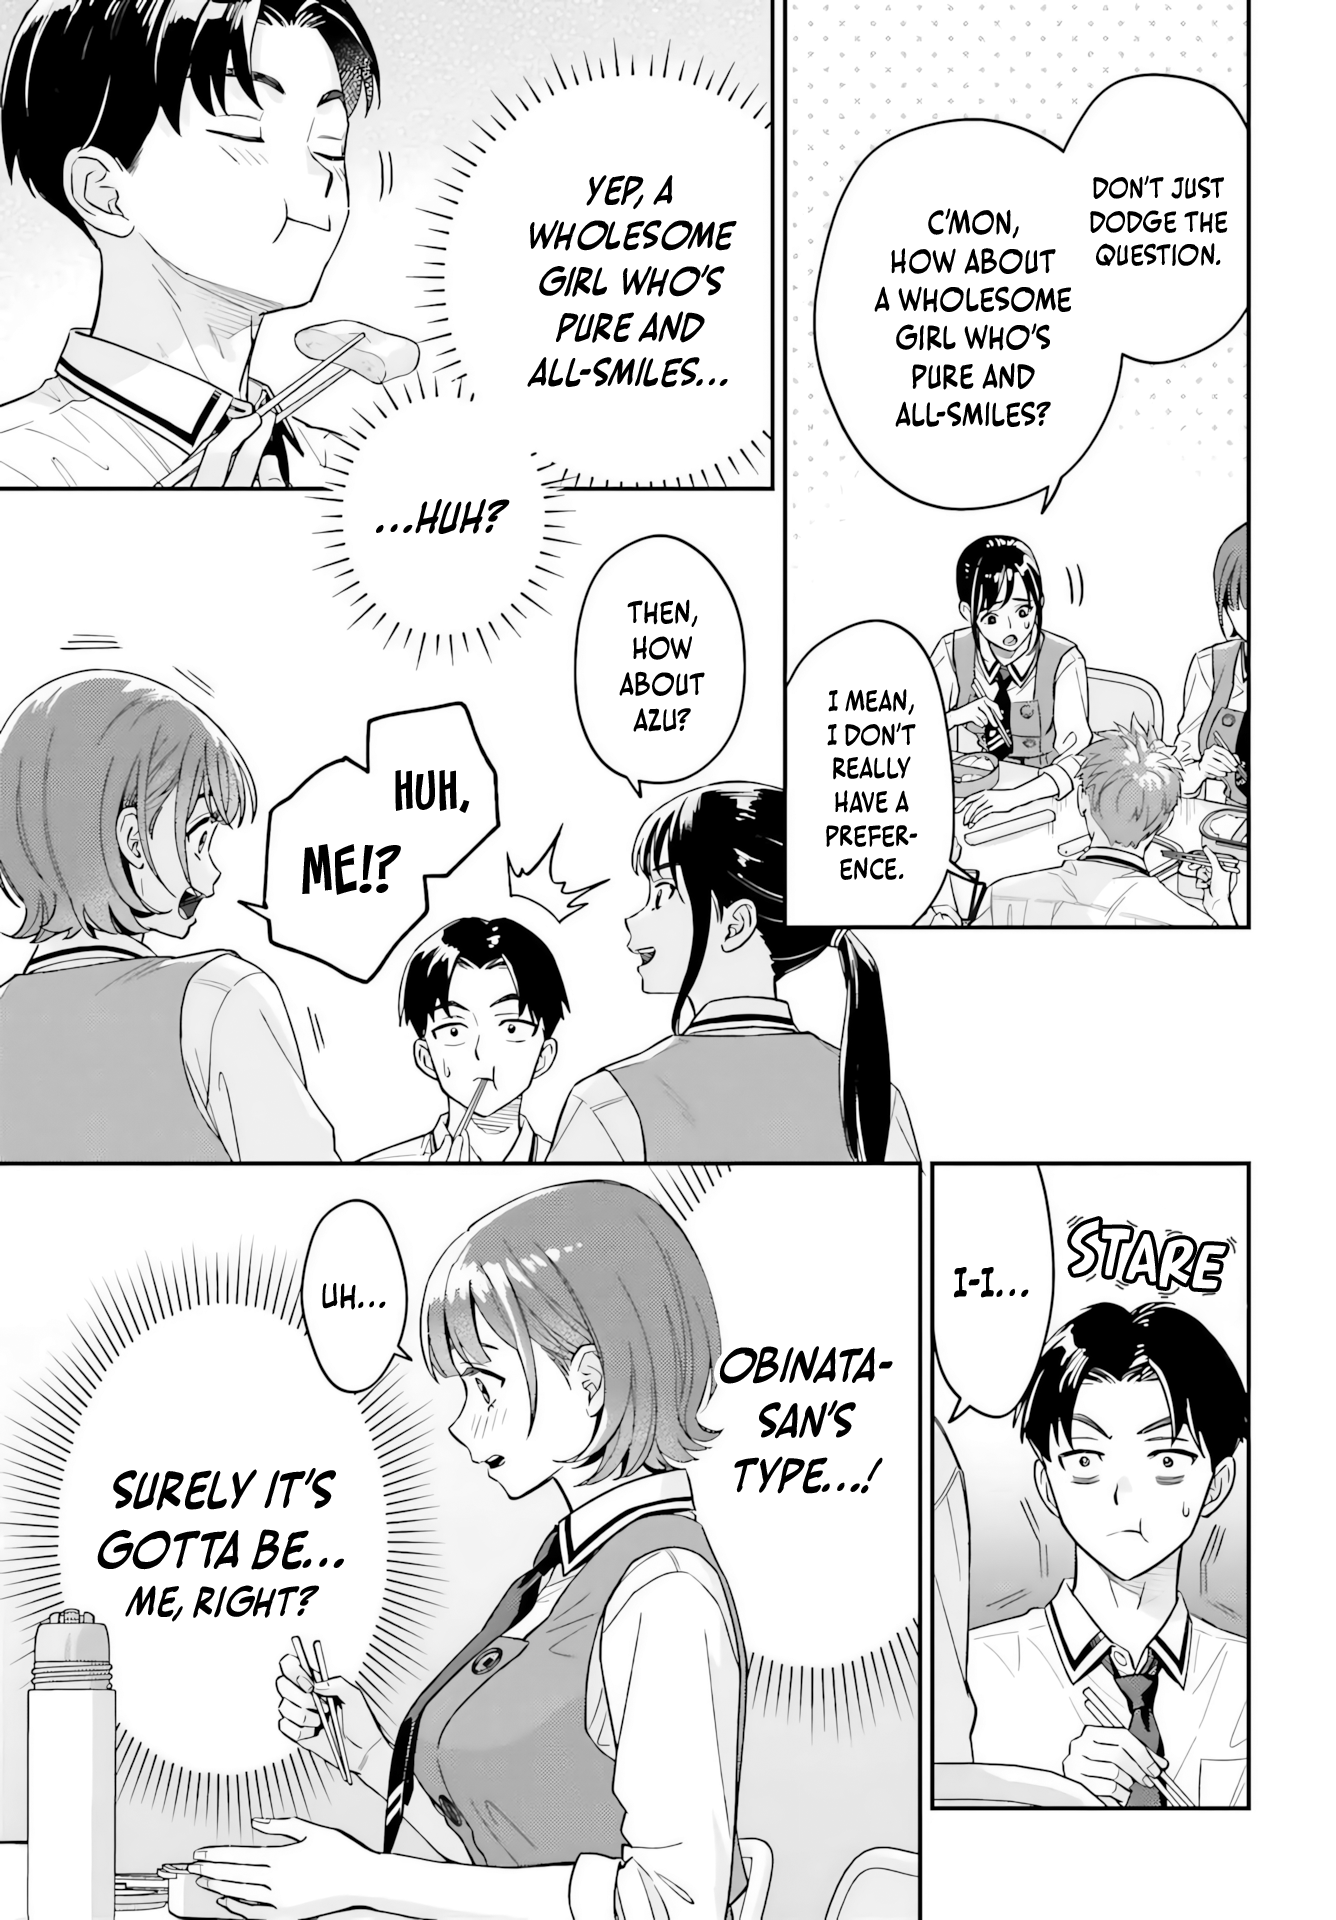 DON'T JUST
DODGE THE
QUESTION.
C'MON,
HOW ABOUT
A WHOLESOME
GIRL WHO'S
PURE AND
ALL-SMILES?
I MEAN,
I DON'T
REALLY
HAVE A
PREFER-
ENCE.
YEP, A
WHOLESOME
GIRL WHO'S
PURE AND
ALL-SMILES...
...HUH?
THEN,
HOW
ABOUT
AZU?
HUH,
ME!?
STARE
I-I...
OBINATA-
SAN'S
TYPE...!
UH...
SURELY IT'S
GOTTA BE...
ME, RIGHT?